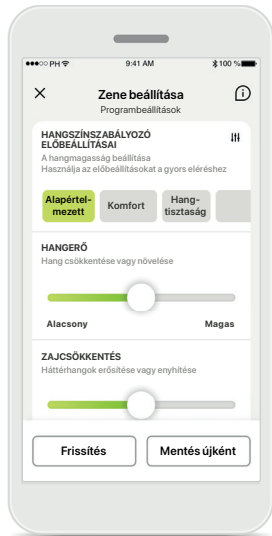 PH 9:41 AM 100 %
Zene beállítása
Programbeállítások
HANGSZÍNSZABÁLYOZÓ
ELŐBEÁLLÍTÁSAI
A hangmagasság beállítása
Használja az előbeállításokat a gyors eléréshez
Alapértel-
mezett
Komfort
Hang-
tisztaság
HANGERŐ
Hang csökkentése vagy növelése
Alacsony Magas
ZAJCSÖKKENTÉS
Háttérhangok erősítése vagy enyhítése
Frissítés Mentés újként